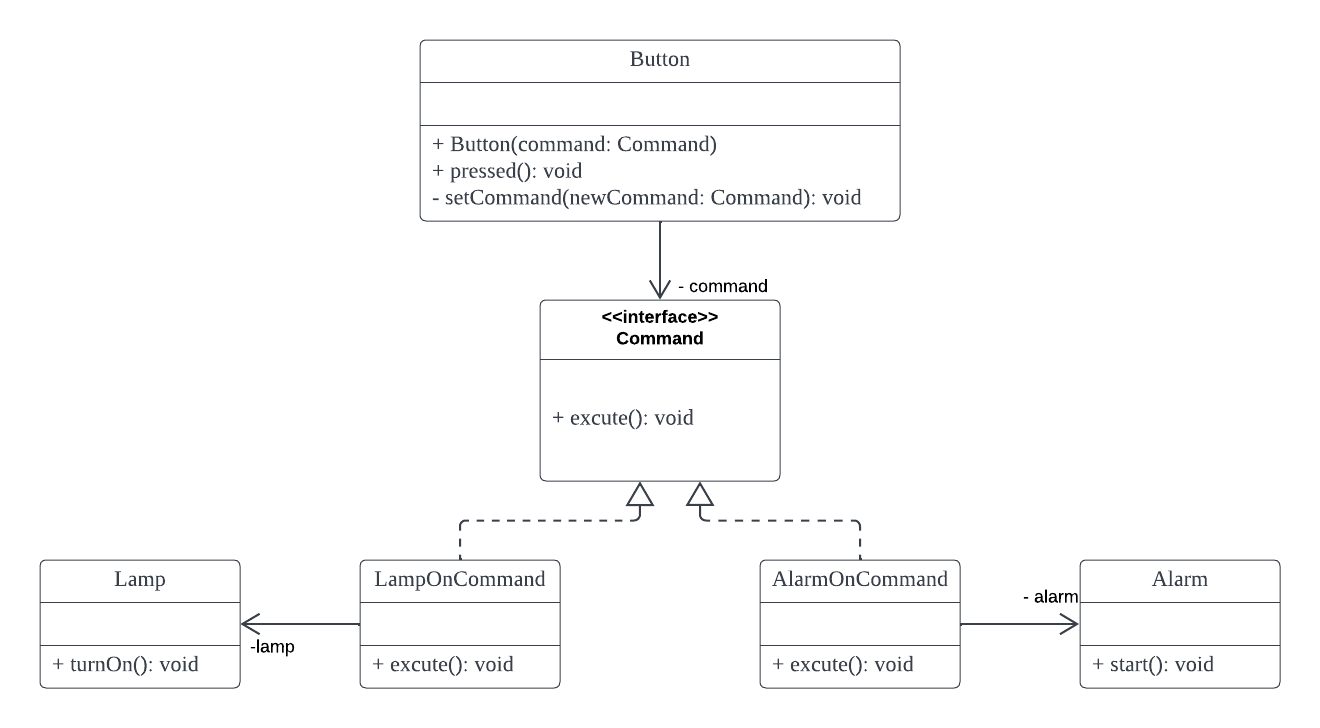 Button
+ Button(command: Command)
+ pressed(): void
- setCommand(newCommand: Command): void
- command
<<interface>>
Command
+ excute(): void
Lamp
+ turnOn(): void
-lamp
LampOnCommand
+ excute(): void
AlarmOnCommand
+ excute(): void
- alarm
Alarm
+ start(): void